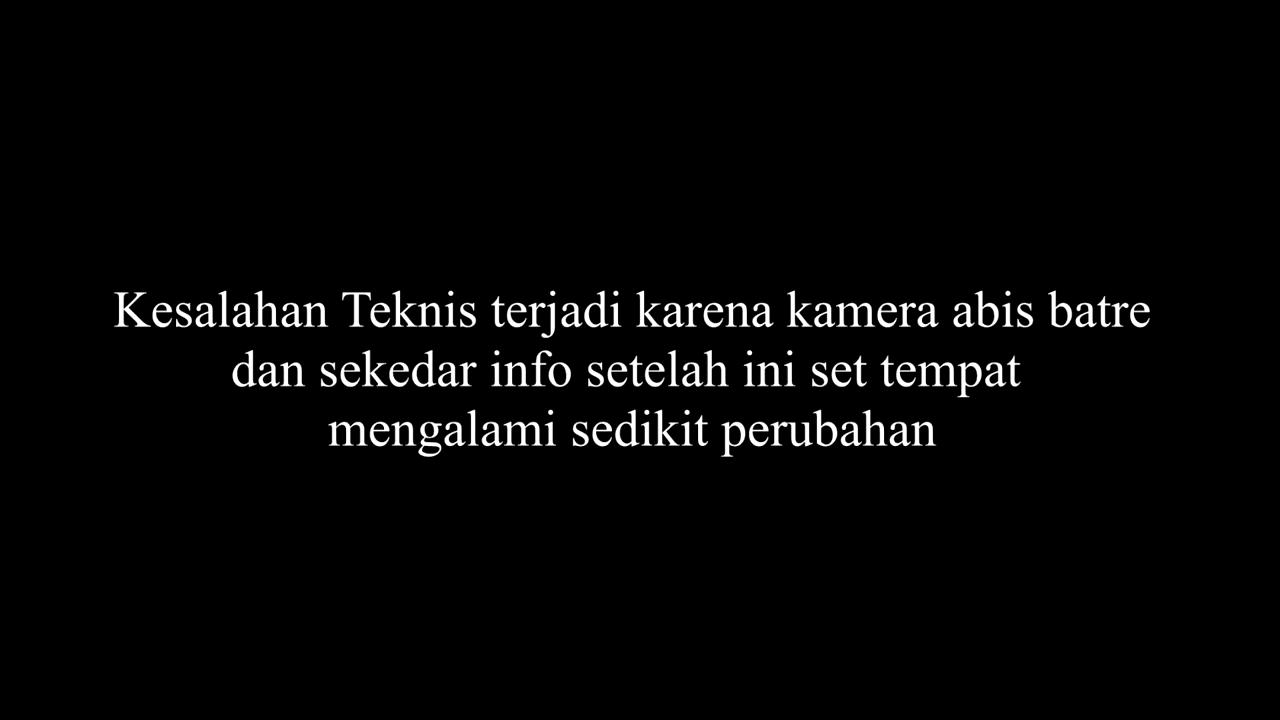 Kesalahan Teknis terjadi karena kamera abis batre
dan sekedar info setelah ini set tempat
mengalami sedikit perubahan